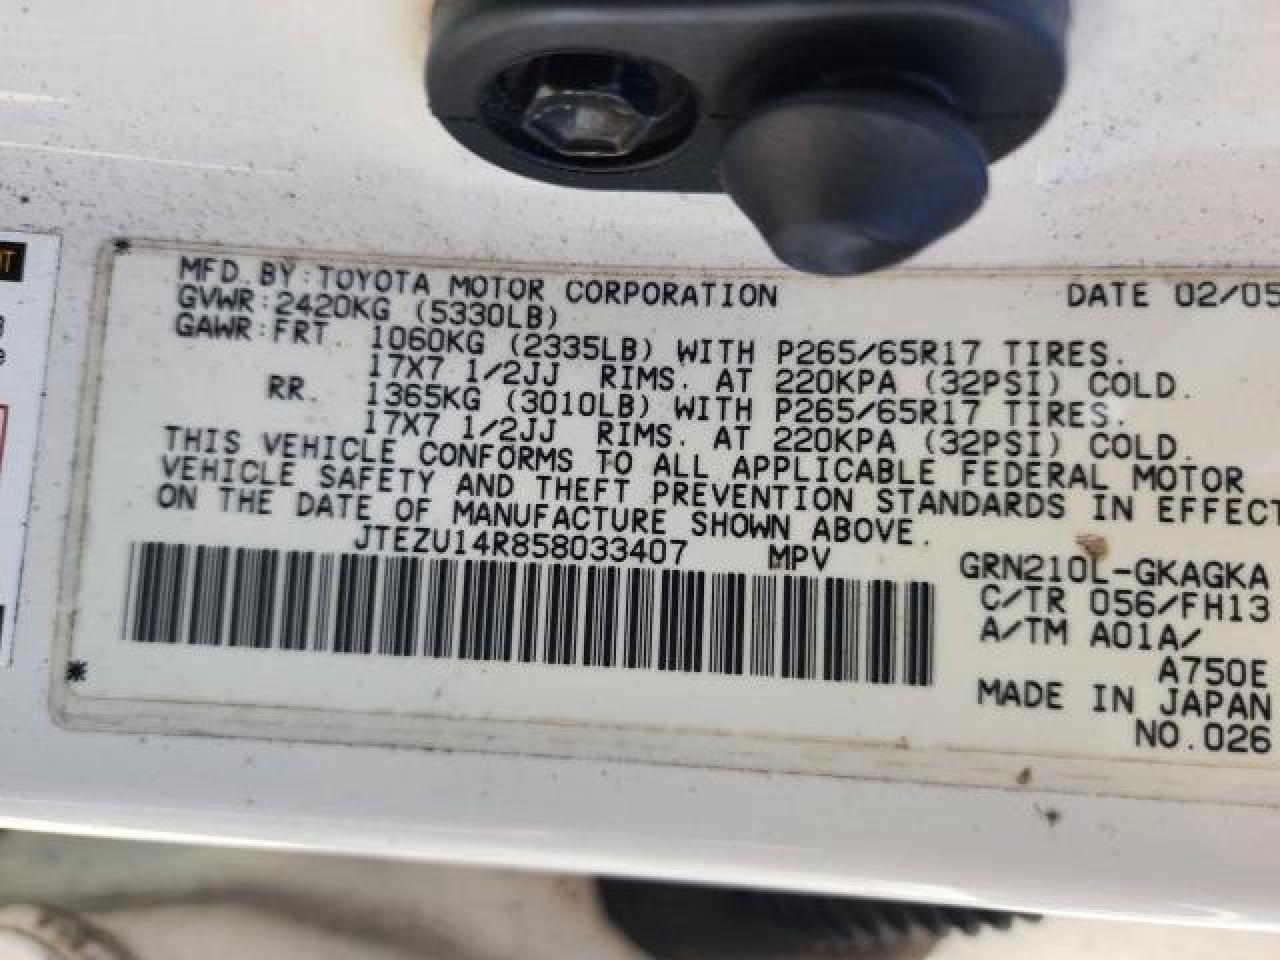 MFD. BY: TOYOTA MOTOR CORPORATION DATE 02/05
GVWR: 2420KG (5330LB)
GAWR: FRT. 1060KG (2335LB) WITH P265/65R17 TIRES.
17X7 1/2JJ RIMS. AT 220KPA (32PSI) COLD.
RR. 1365KG (3010LB) WITH P265/65R17 TIRES.
17X7 1/2JJ RIMS. AT 220KPA (32PSI) COLD.
THIS VEHICLE CONFORMS TO ALL APPLICABLE FEDERAL MOTOR
VEHICLE SAFETY AND THEFT PREVENTION STANDARDS IN EFFECT
ON THE DATE OF MANUFACTURE SHOWN ABOVE.
JTEZU14R858033407 MPV
GRN210L-GKAGKA
C/TR 056/FH13
A/TM A01A/
A750E
MADE IN JAPAN
NO.026